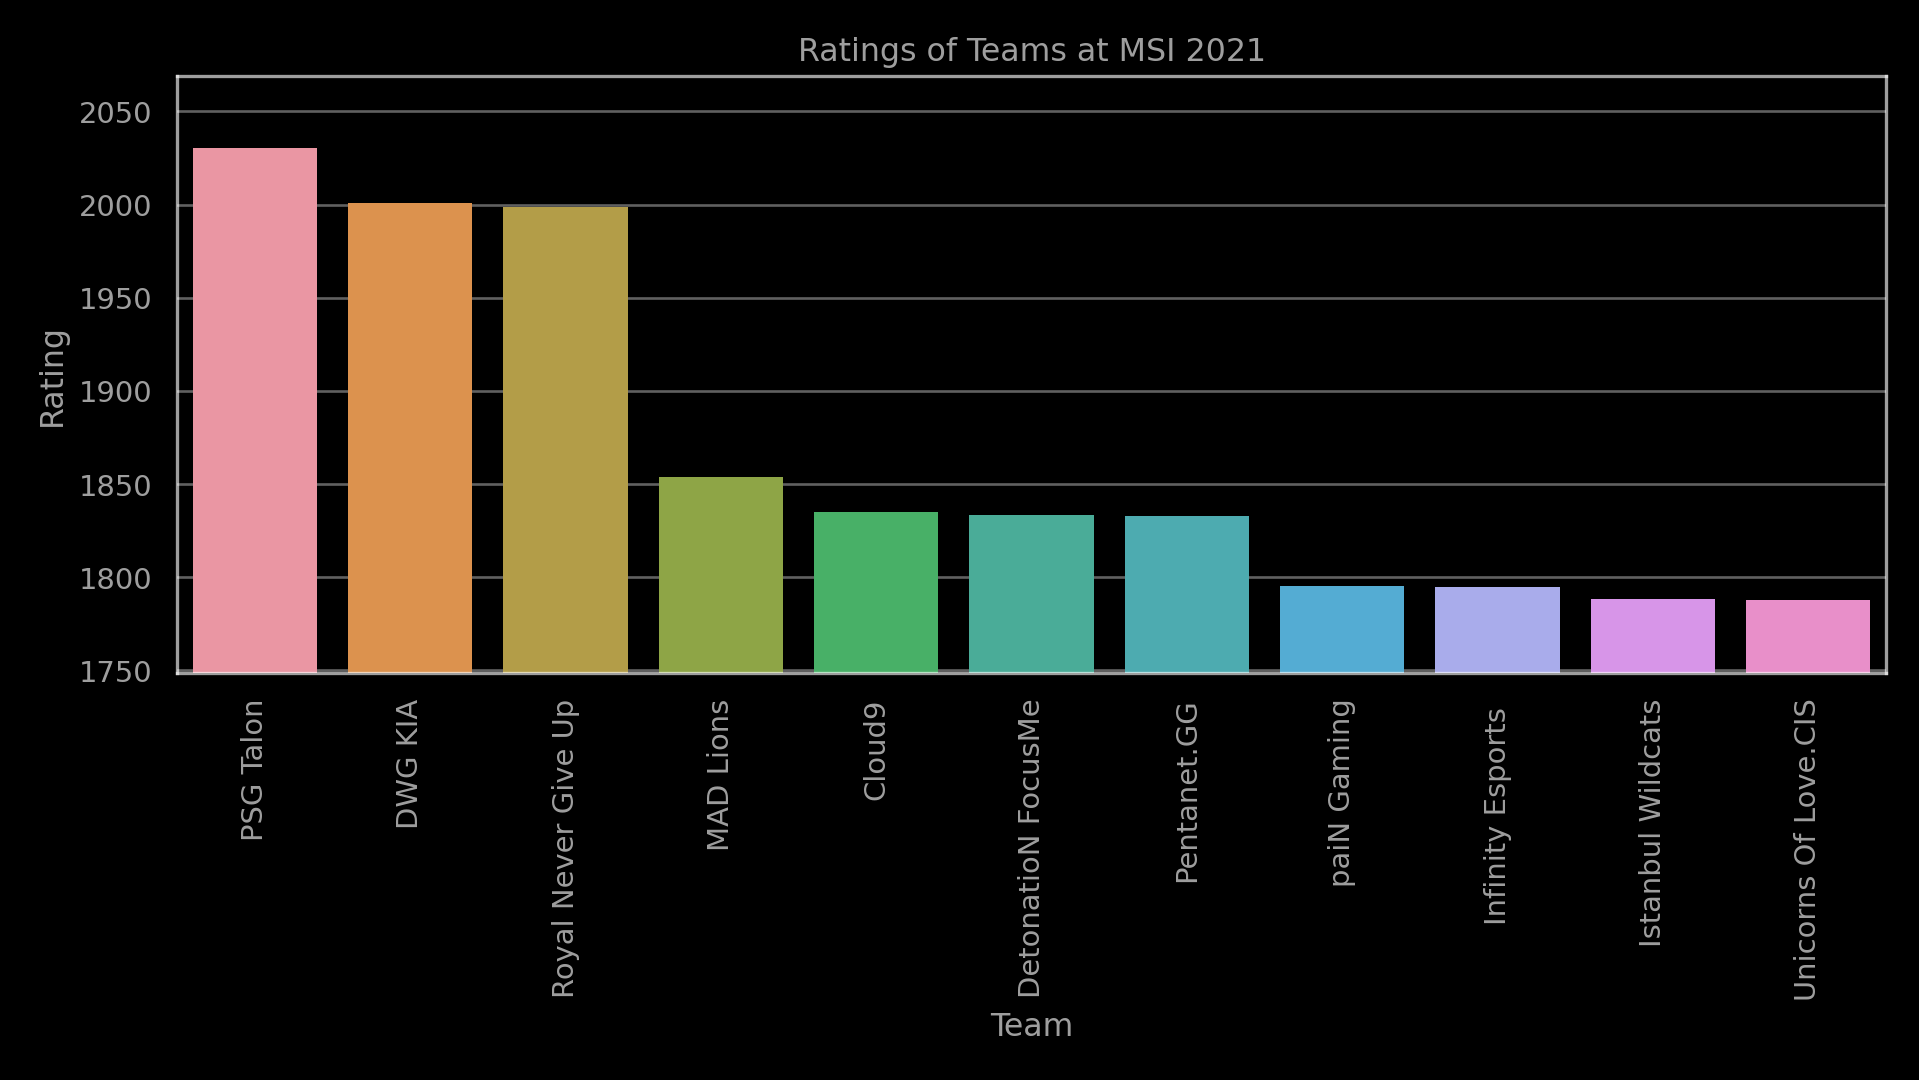 Ratings of Teams at MSI 2021
Rating
2050
2000
1950
1900
1850
1800
1750
PSG Talon
DWG KIA
Royal Never Give Up
MAD Lions
Cloud9
DetonatioN FocusMe
Pentanet.GG
paiN Gaming
Infinity Esports
Istanbul Wildcats
Unicorns Of Love.CIS
Team